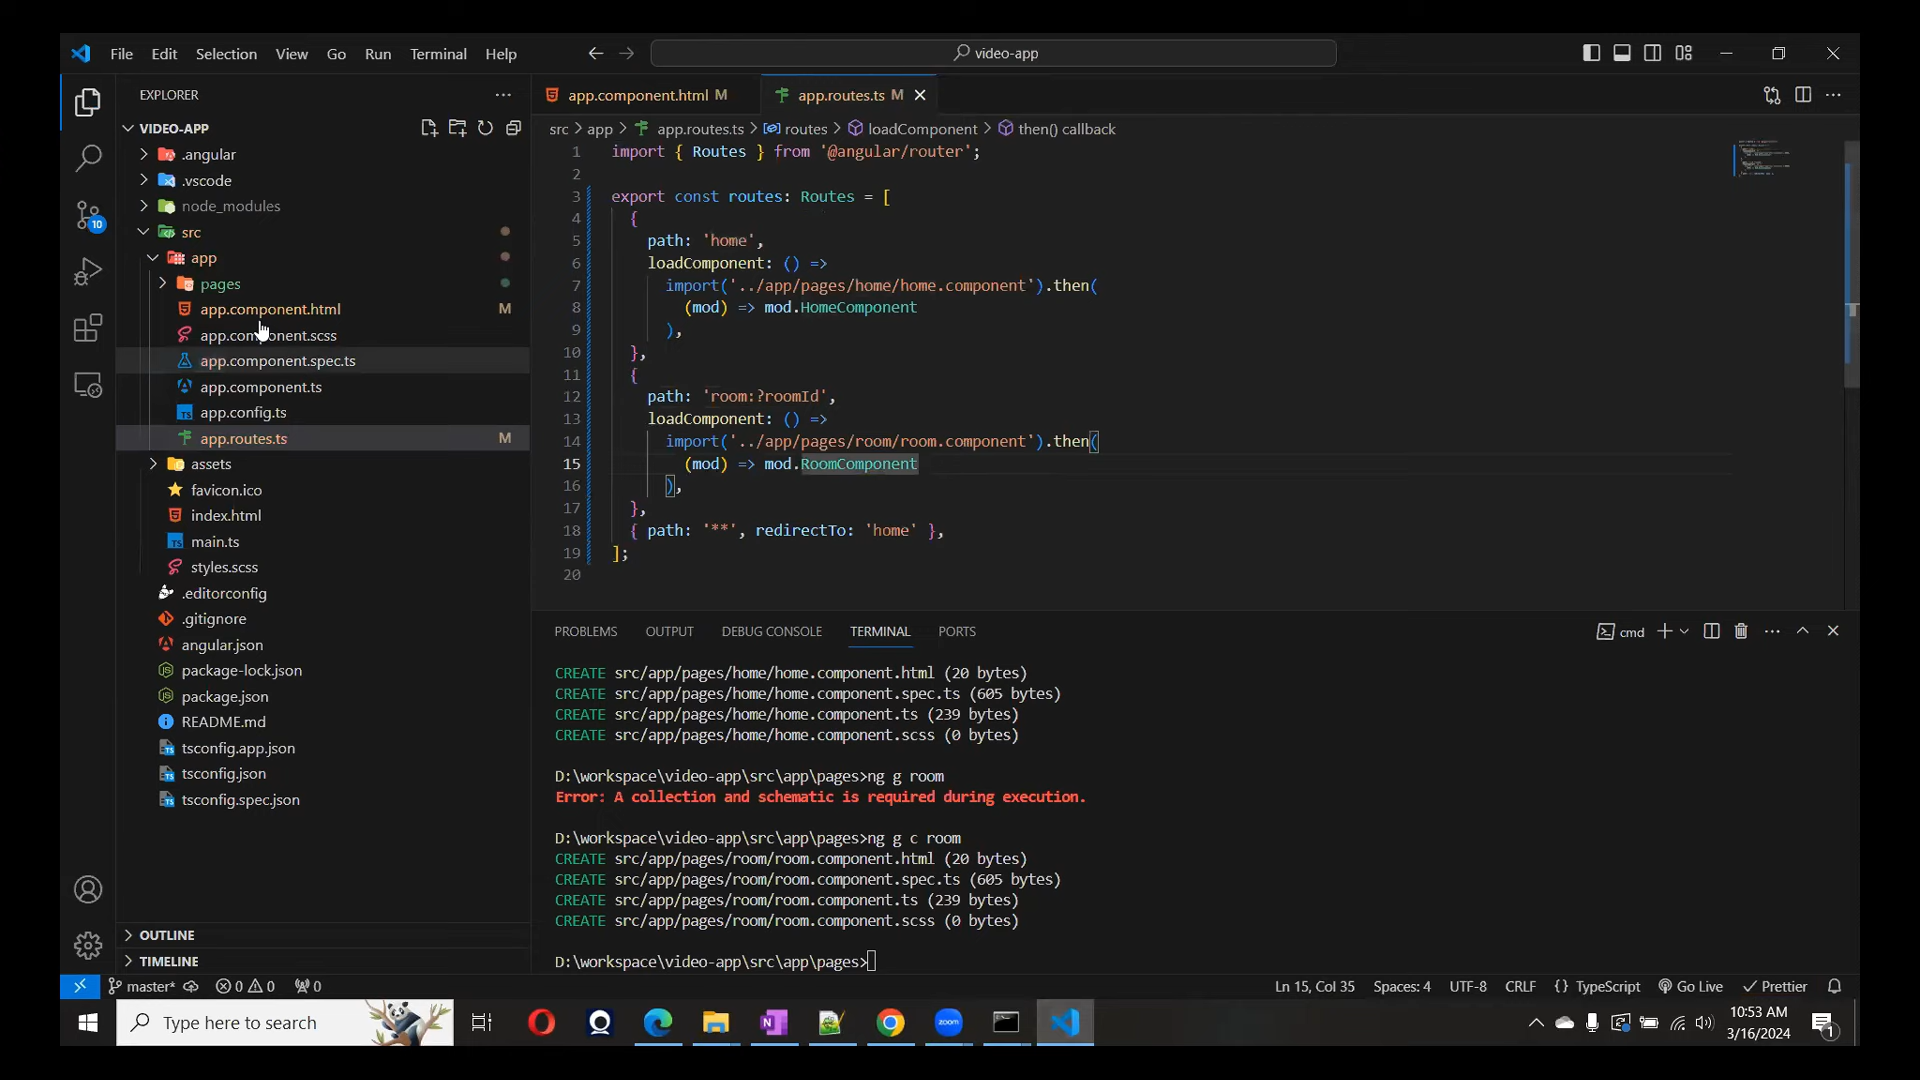 File Edit Selection View Go Run Terminal Help
video-app
EXPLORER
VIDEO-APP
.angular
.vscode
node_modules
src
app
pages
app.component.html M
app.component.scss
app.component.spec.ts
app.component.ts
app.config.ts
app.routes.ts M
assets
favicon.ico
index.html
main.ts
styles.scss
.editorconfig
.gitignore
angular.json
package-lock.json
package.json
README.md
tsconfig.app.json
tsconfig.json
tsconfig.spec.json
OUTLINE
TIMELINE
10
app.component.html M app.routes.ts M
src > app > app.routes.ts > routes > loadComponent > then() callback
1 import { Routes } from '@angular/router';
2
3 export const routes: Routes = [
4 {
5 path: 'home',
6 loadComponent: () =>
7 import('../app/pages/home/home.component').then(
8 (mod) => mod.HomeComponent
9 ),
10 },
11 {
12 path: 'room:?roomId',
13 loadComponent: () =>
14 import('../app/pages/room/room.component').then(
15 (mod) => mod.RoomComponent
16 ),
17 },
18 { path: '**', redirectTo: 'home' },
19 ];
20
PROBLEMS OUTPUT DEBUG CONSOLE TERMINAL PORTS
cmd
CREATE src/app/pages/home/home.component.html (20 bytes)
CREATE src/app/pages/home/home.component.spec.ts (605 bytes)
CREATE src/app/pages/home/home.component.ts (239 bytes)
CREATE src/app/pages/home/home.component.scss (0 bytes)
D:\workspace\video-app\src\app\pages>ng g room
Error: A collection and schematic is required during execution.
D:\workspace\video-app\src\app\pages>ng g c room
CREATE src/app/pages/room/room.component.html (20 bytes)
CREATE src/app/pages/room/room.component.spec.ts (605 bytes)
CREATE src/app/pages/room/room.component.ts (239 bytes)
CREATE src/app/pages/room/room.component.scss (0 bytes)
D:\workspace\video-app\src\app\pages>
master* 0 0 0 Ln 15, Col 35 Spaces: 4 UTF-8 CRLF {} TypeScript Go Live Prettier
Type here to search
zoom
10:53 AM
3/16/2024
1